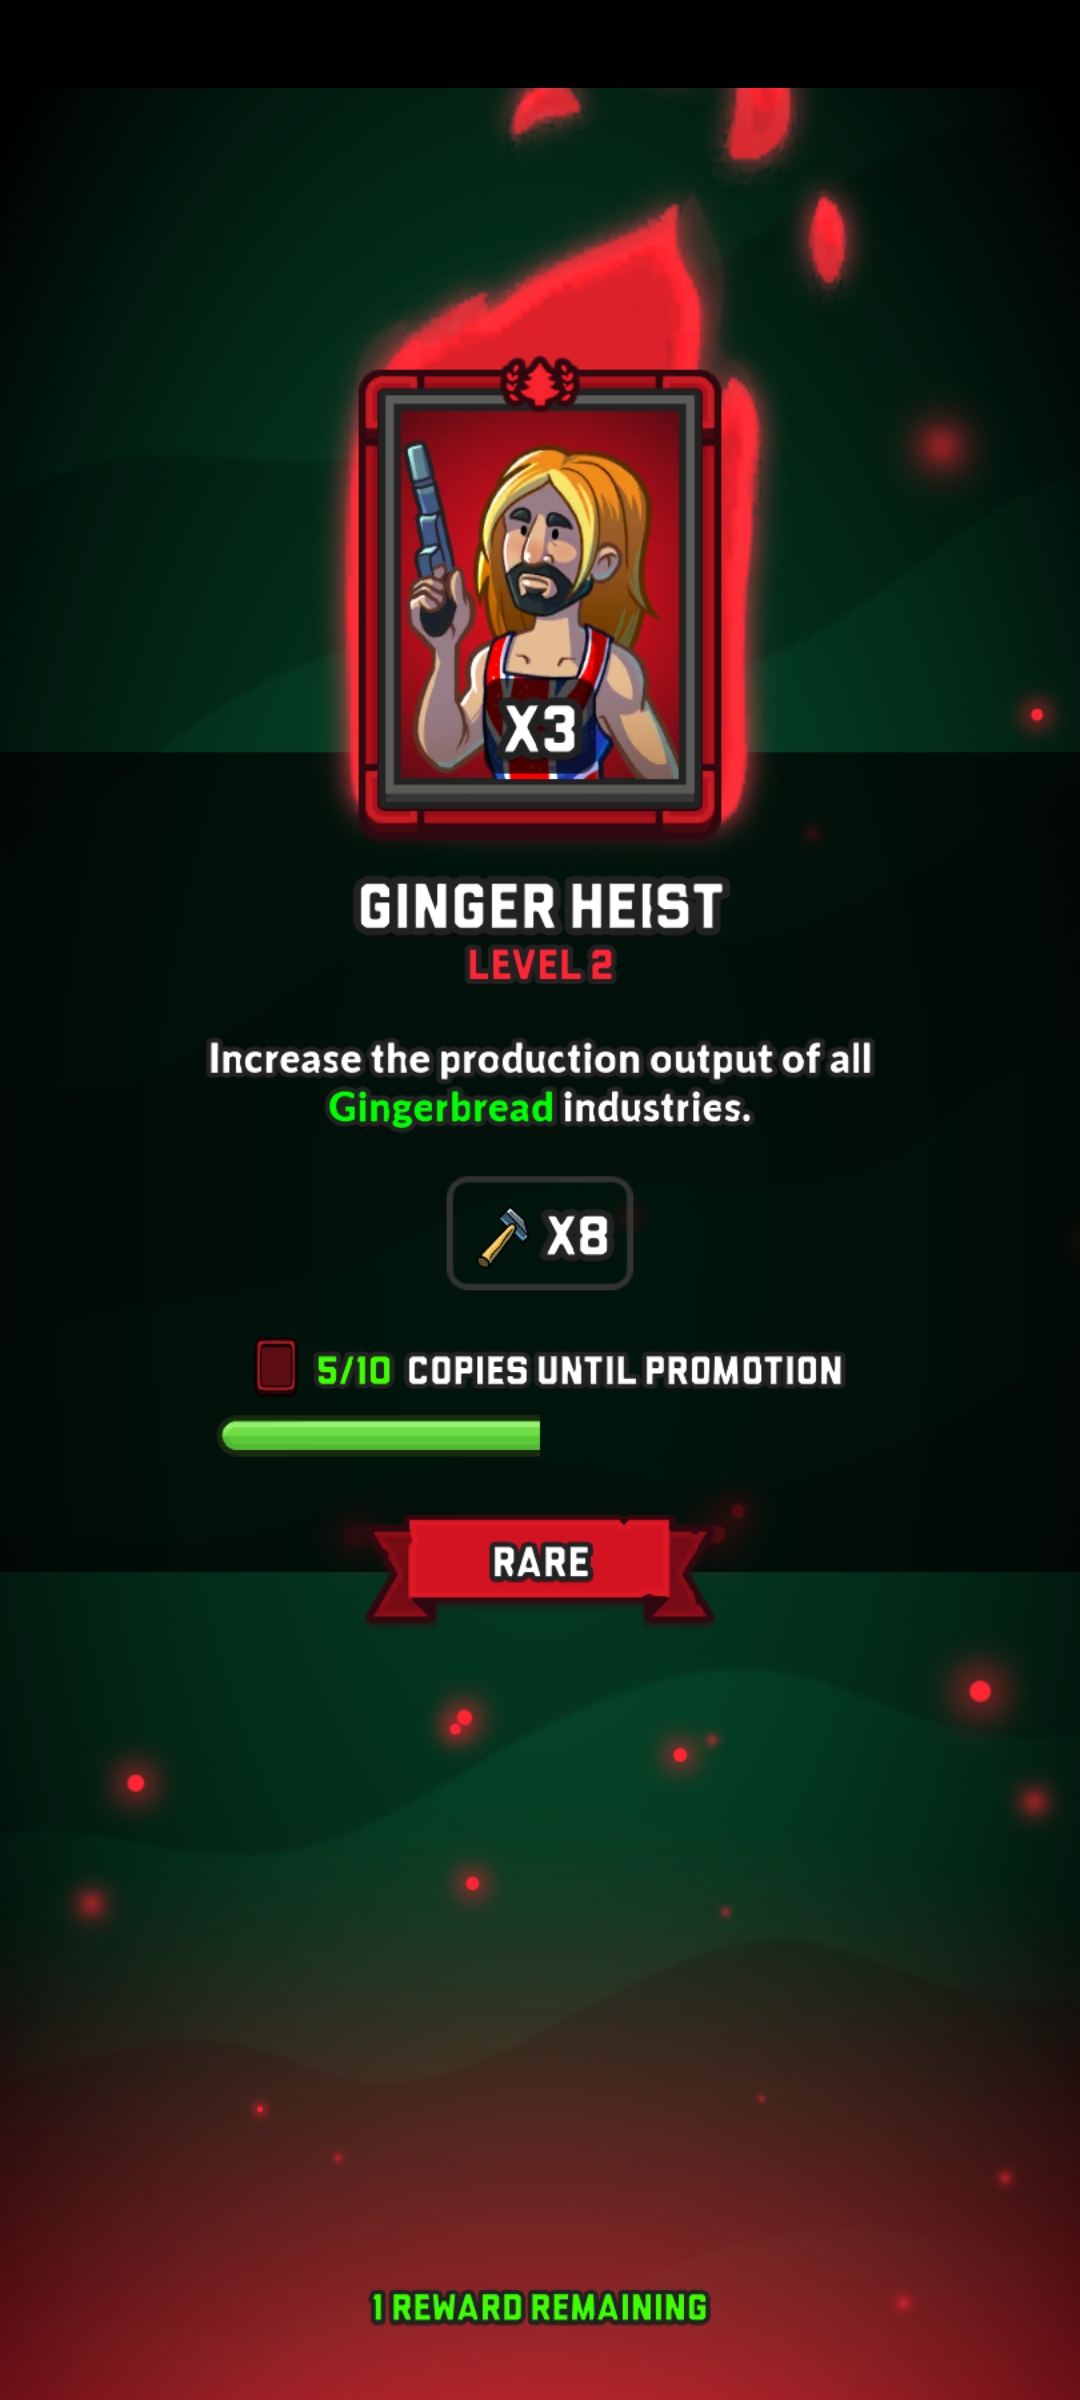 X3
GINGER HEIST
LEVEL 2
Increase the production output of all
Gingerbread industries.
X8
5/10 COPIES UNTIL PROMOTION
RARE
1 REWARD REMAINING